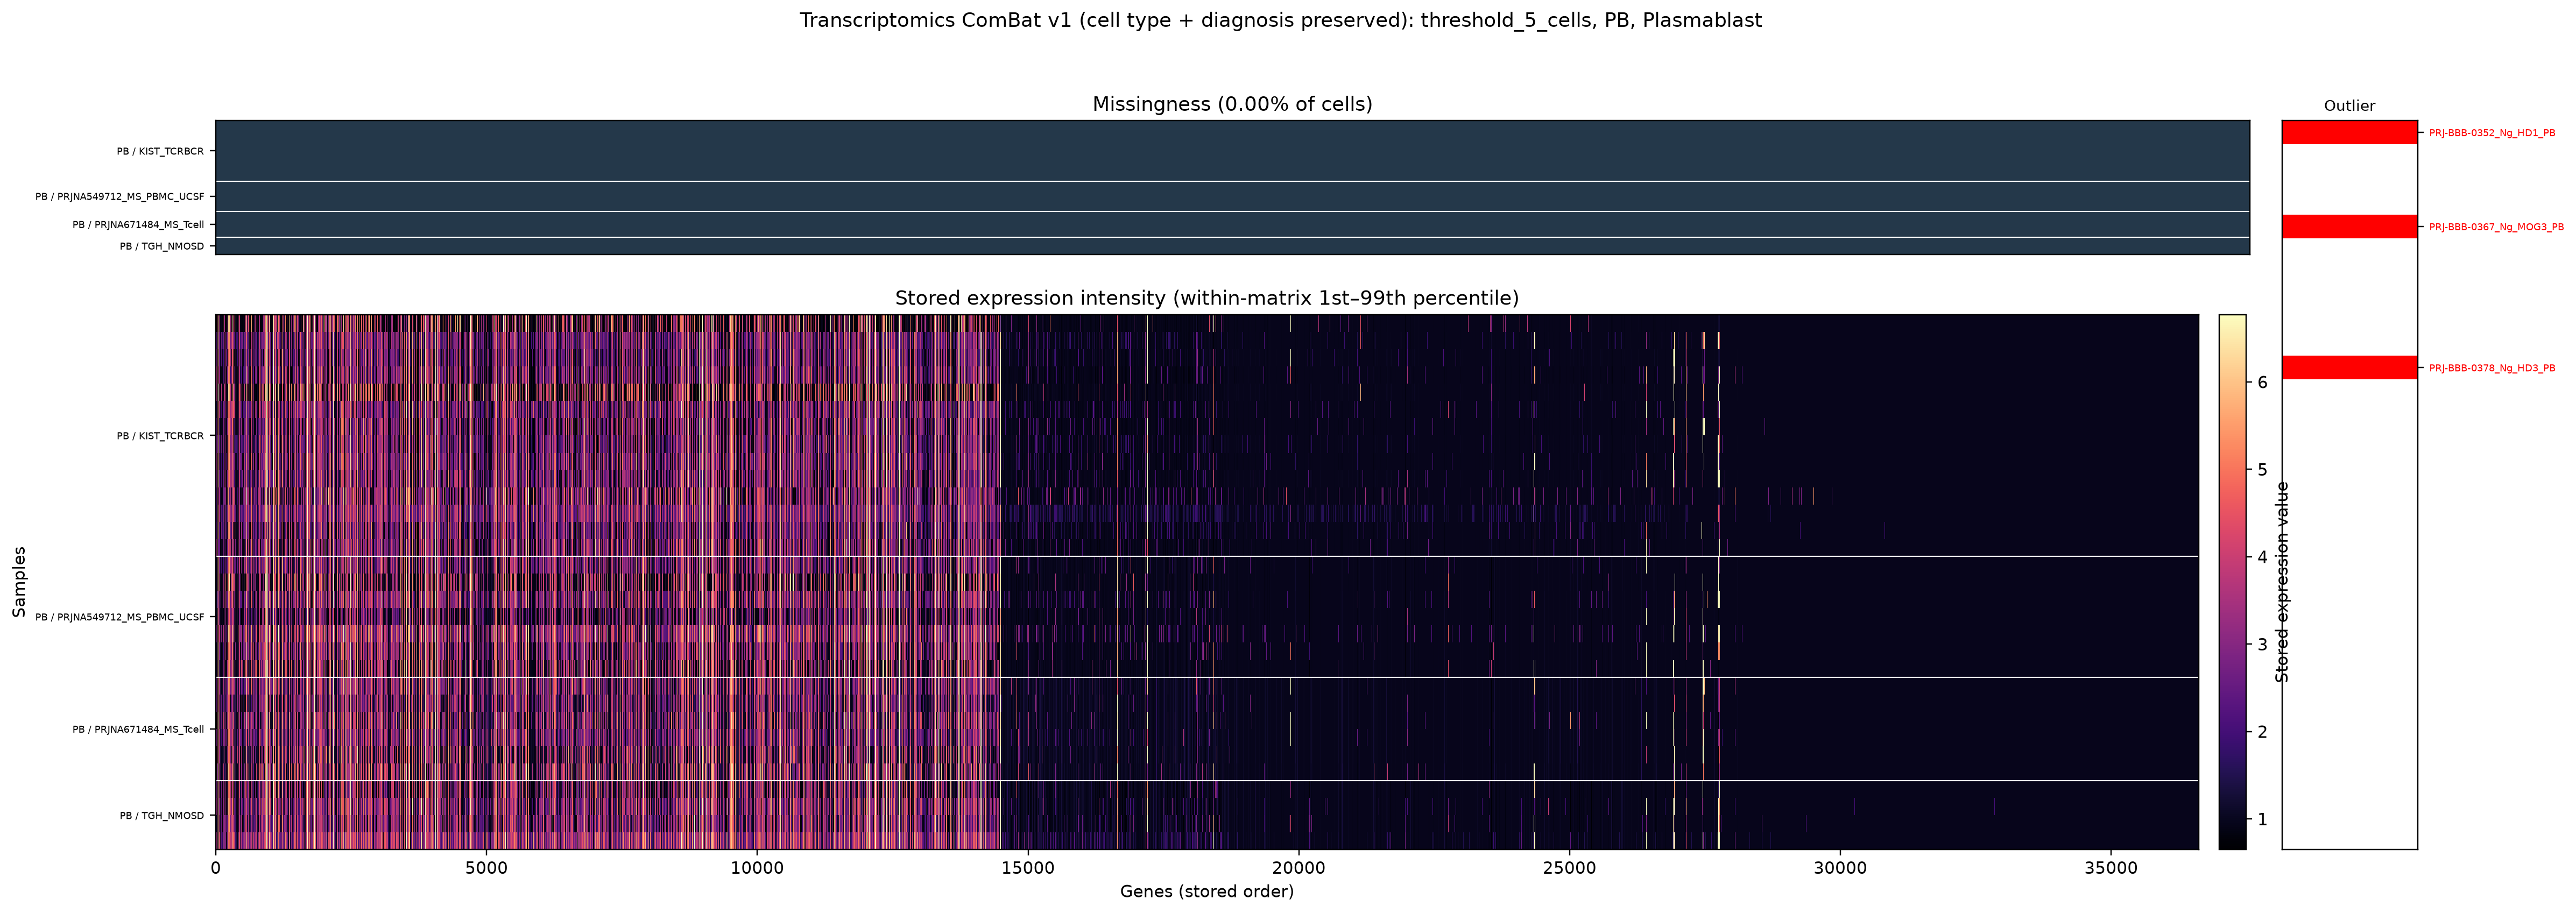 Transcriptomics ComBat v1 (cell type + diagnosis preserved): threshold_5_cells, PB, Plasmablast
Missingness (0.00% of cells)
PB / KIST_TCRBCR
PB / PRJNA549712_MS_PBMC_UCSF
PB / PRJNA671484_MS_Tcell
PB / TGH_NMOSD
Outlier
PRJ-BBB-0352_Ng_HD1_PB
PRJ-BBB-0367_Ng_MOG3_PB
PRJ-BBB-0378_Ng_HD3_PB
Stored expression intensity (within-matrix 1st–99th percentile)
Samples
PB / KIST_TCRBCR
PB / PRJNA549712_MS_PBMC_UCSF
PB / PRJNA671484_MS_Tcell
PB / TGH_NMOSD
0 5000 10000 15000 20000 25000 30000 35000
Genes (stored order)
6
5
4
3
2
1
Stored expression value